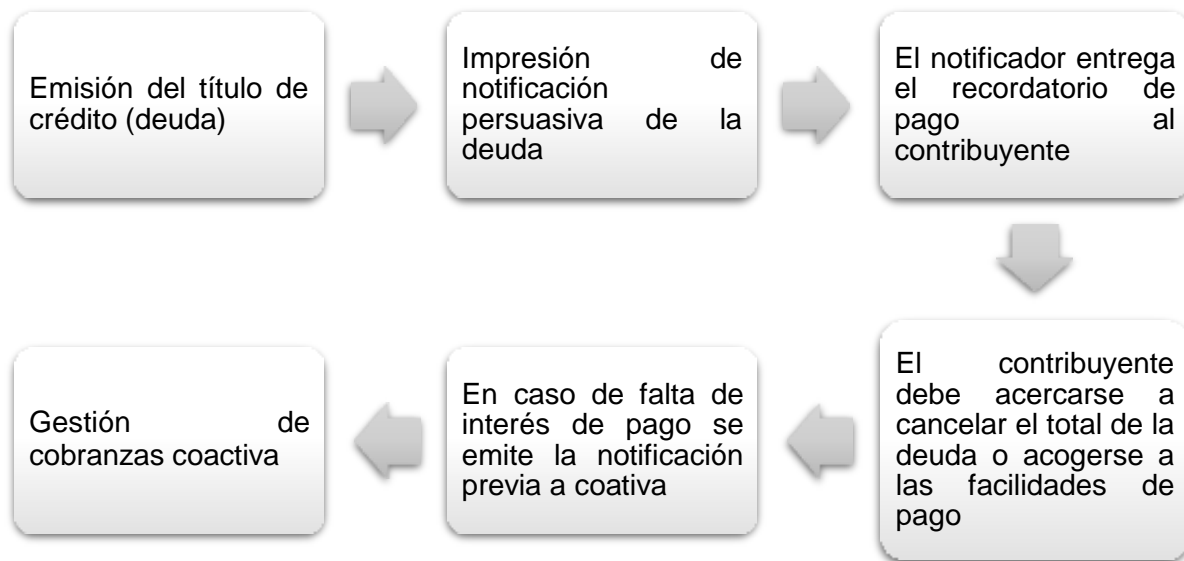 Emisión del título de
crédito (deuda)
Impresión de
notificación
persuasiva de la
deuda
El notificador entrega
el recordatorio de
pago al
contribuyente
El contribuyente
debe acercarse a
cancelar el total de la
deuda o acogerse a
las facilidades de
pago
En caso de falta de
interés de pago se
emite la notificación
previa a coativa
Gestión de
cobranzas coactiva